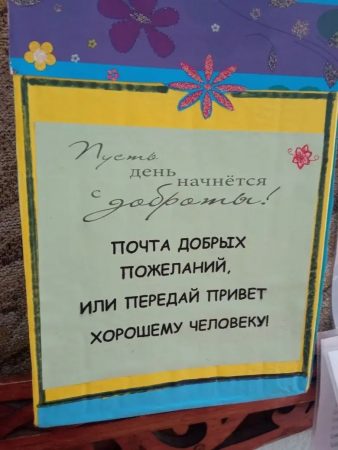 Пусть
день начнётся
с доброты!
ПОЧТА ДОБРЫХ
ПОЖЕЛАНИЙ,
ИЛИ ПЕРЕДАЙ ПРИВЕТ
ХОРОШЕМУ ЧЕЛОВЕКУ!